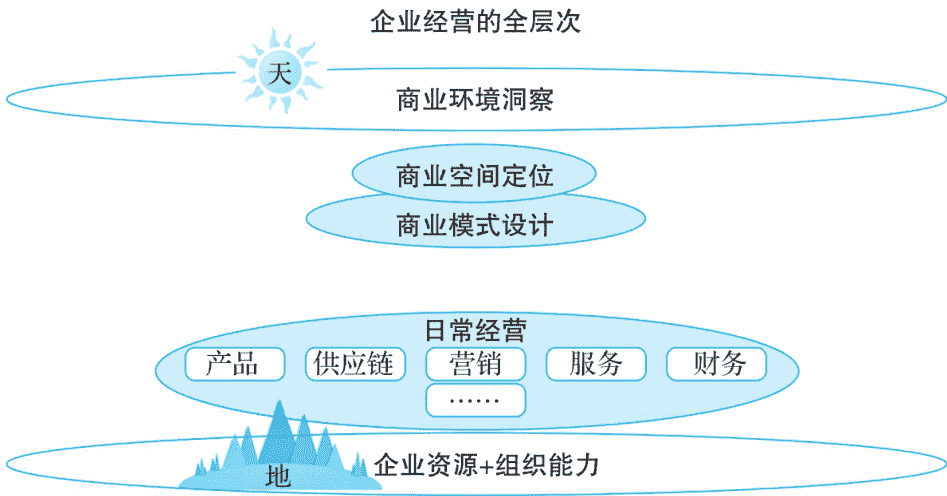 企业经营的全层次
天
商业环境洞察
商业空间定位
商业模式设计
日常经营
产品 供应链 营销 服务 财务
……
地
企业资源+组织能力